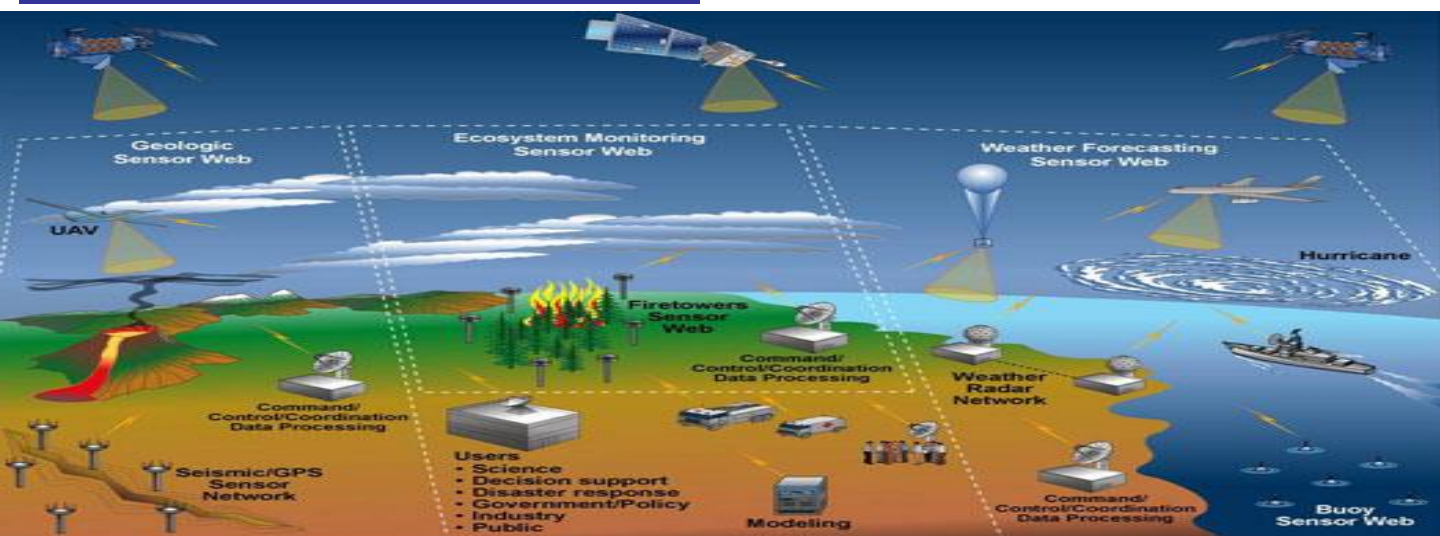 Geologic
Sensor Web
Ecosystem Monitoring
Sensor Web
Weather Forecasting
Sensor Web
UAV
Hurricane
Firetowers
Sensor
Web
Command/
Control/Coordination
Data Processing
Weather
Radar
Network
Command/
Control/Coordination
Data Processing
Seismic/GPS
Sensor
Network
Users
• Science
• Decision support
• Disaster response
• Government/Policy
• Industry
• Public
Modeling
Command/
Control/Coordination
Data Processing
Buoy
Sensor Web